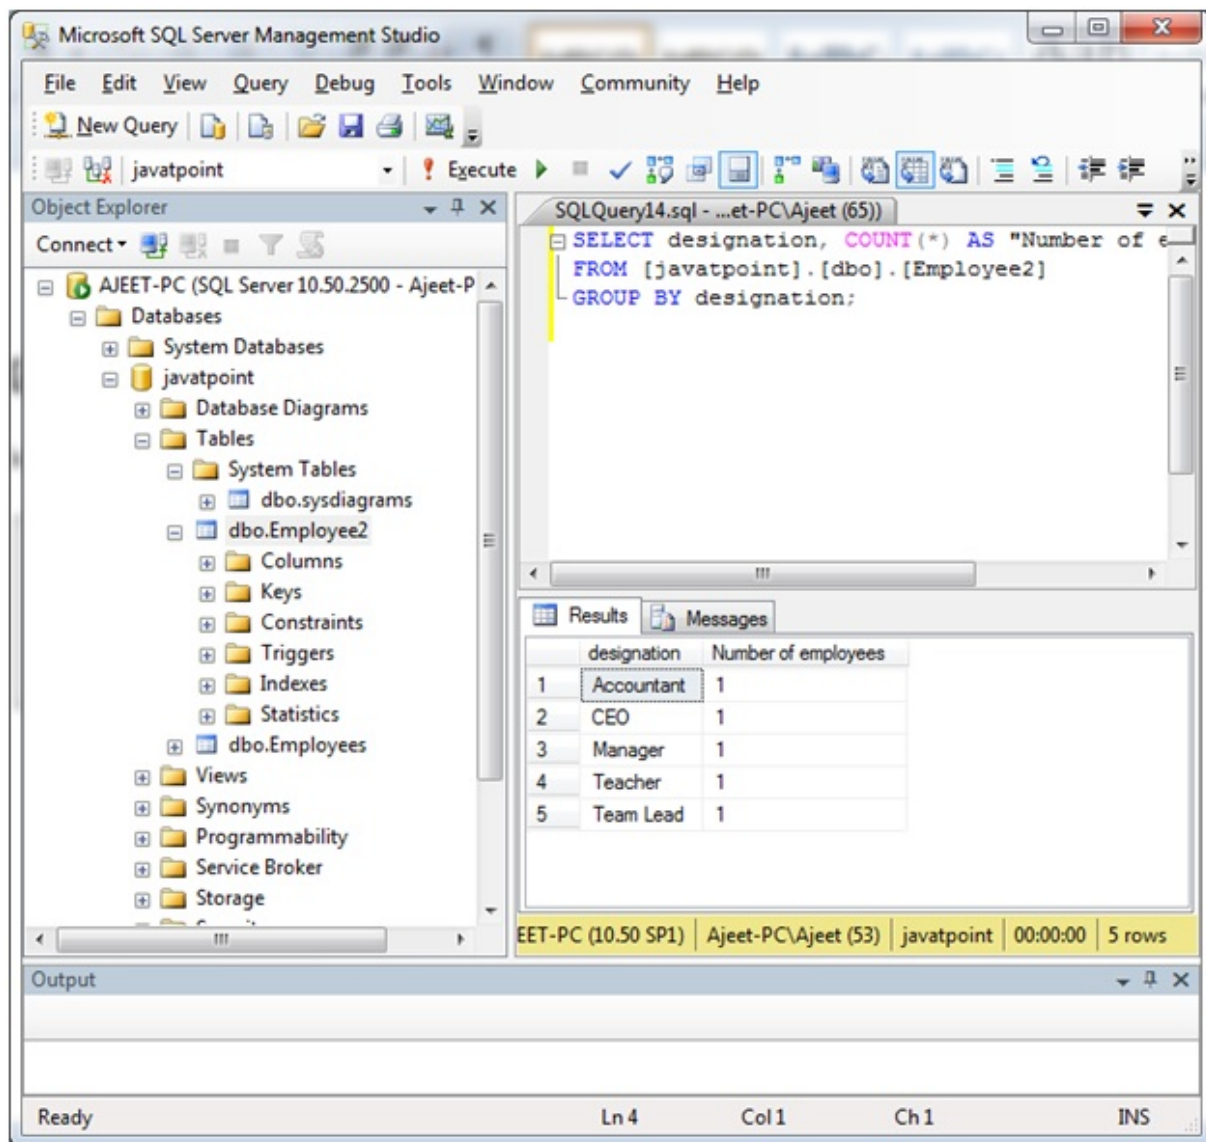 Microsoft SQL Server Management Studio
File Edit View Query Debug Tools Window Community Help
New Query
javatpoint Execute
Object Explorer
Connect
AJEET-PC (SQL Server 10.50.2500 - Ajeet-P
Databases
System Databases
javatpoint
Database Diagrams
Tables
System Tables
dbo.sysdiagrams
dbo.Employee2
Columns
Keys
Constraints
Triggers
Indexes
Statistics
dbo.Employees
Views
Synonyms
Programmability
Service Broker
Storage
SQLQuery14.sql - ...et-PC\Ajeet (65))
SELECT designation, COUNT(*) AS "Number of e
FROM [javatpoint].[dbo].[Employee2]
GROUP BY designation;
Results Messages
designation Number of employees
1 Accountant 1
2 CEO 1
3 Manager 1
4 Teacher 1
5 Team Lead 1
EET-PC (10.50 SP1) Ajeet-PC\Ajeet (53) javatpoint 00:00:00 5 rows
Output
Ready Ln 4 Col 1 Ch 1 INS